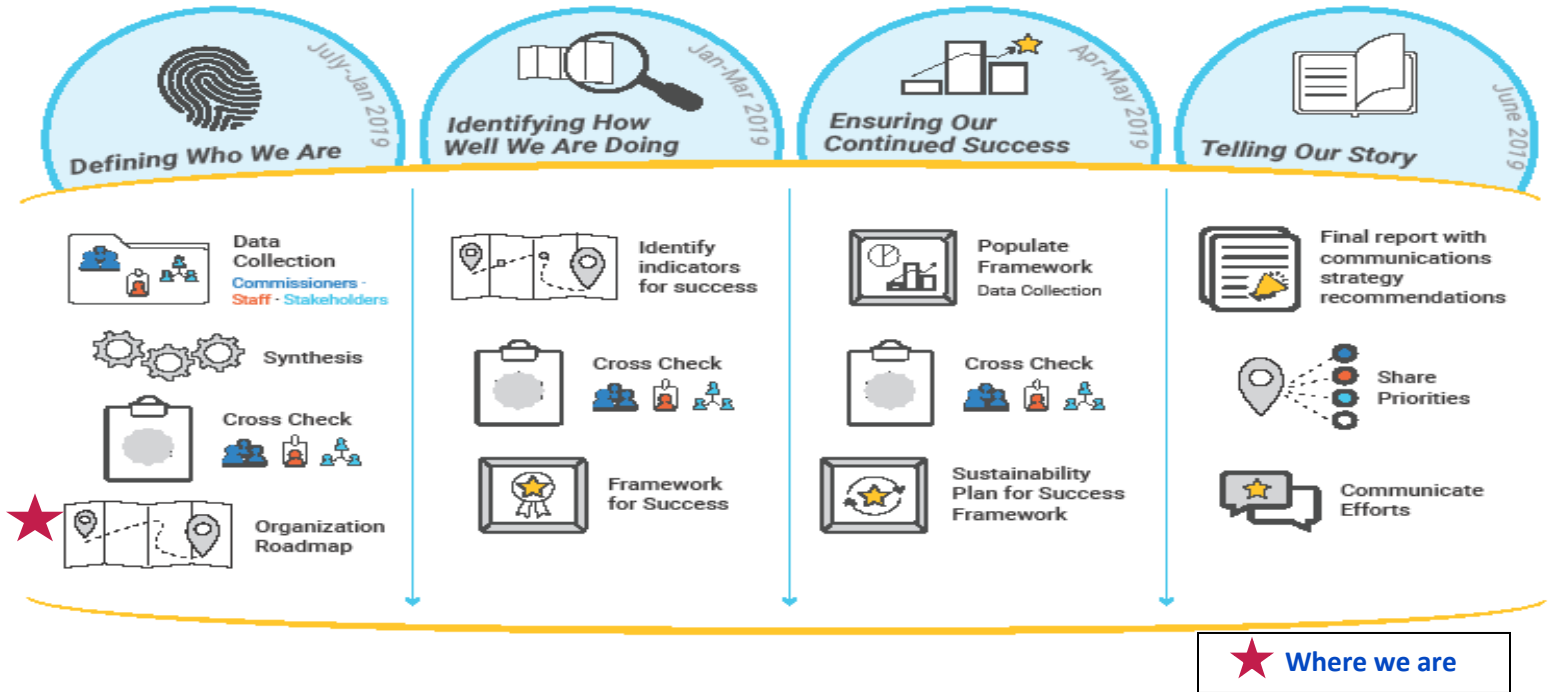 July-Jan 2019
Defining Who We Are
Jan-Mar 2019
Identifying How
Well We Are Doing
Apr-May 2019
Ensuring Our
Continued Success
June 2019
Telling Our Story
Data
Collection
Commissioners ·
Staff · Stakeholders
Synthesis
Cross Check
Organization
Roadmap
Identify
indicators
for success
Cross Check
Framework
for Success
Populate
Framework
Data Collection
Cross Check
Sustainability
Plan for Success
Framework
Final report with
communications
strategy
recommendations
Share
Priorities
Communicate
Efforts
Where we are